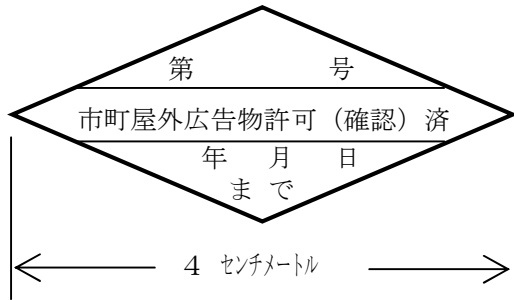 第　　　　　号
市町屋外広告物許可（確認）済
年　月　日
まで
４ ｾﾝﾁﾒｰﾄﾙ